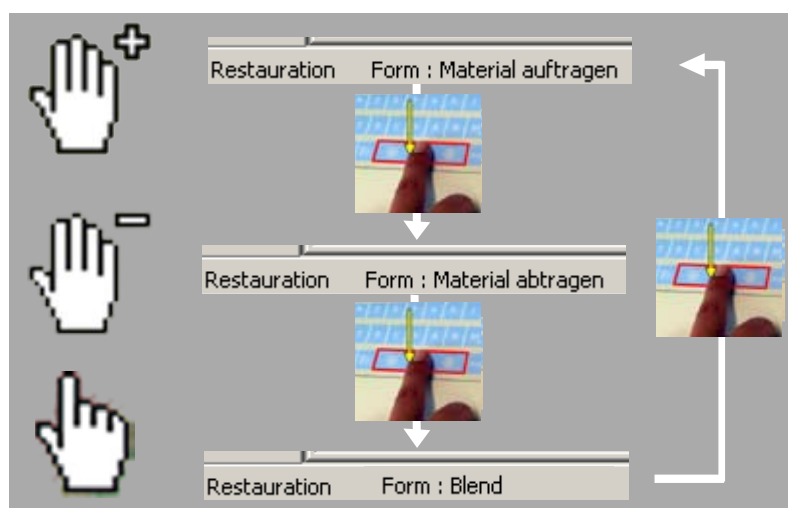 Restauration Form : Material auftragen
Restauration Form : Material abtragen
Restauration Form : Blend